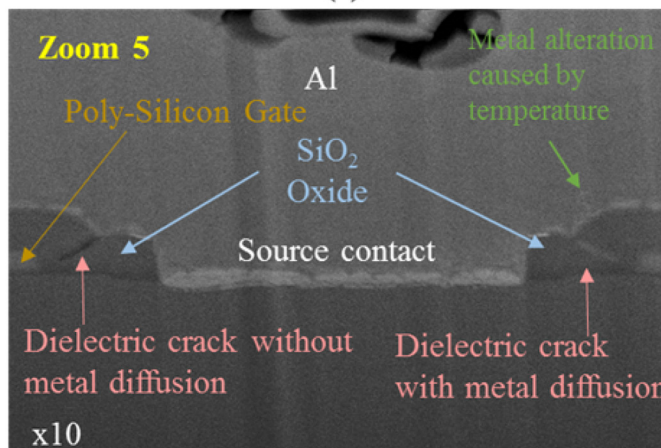 Zoom 5
Metal alteration
caused by
temperature
Al
Poly-Silicon Gate
SiO₂
Oxide
Source contact
Dielectric crack without
metal diffusion
Dielectric crack
with metal diffusion
x10